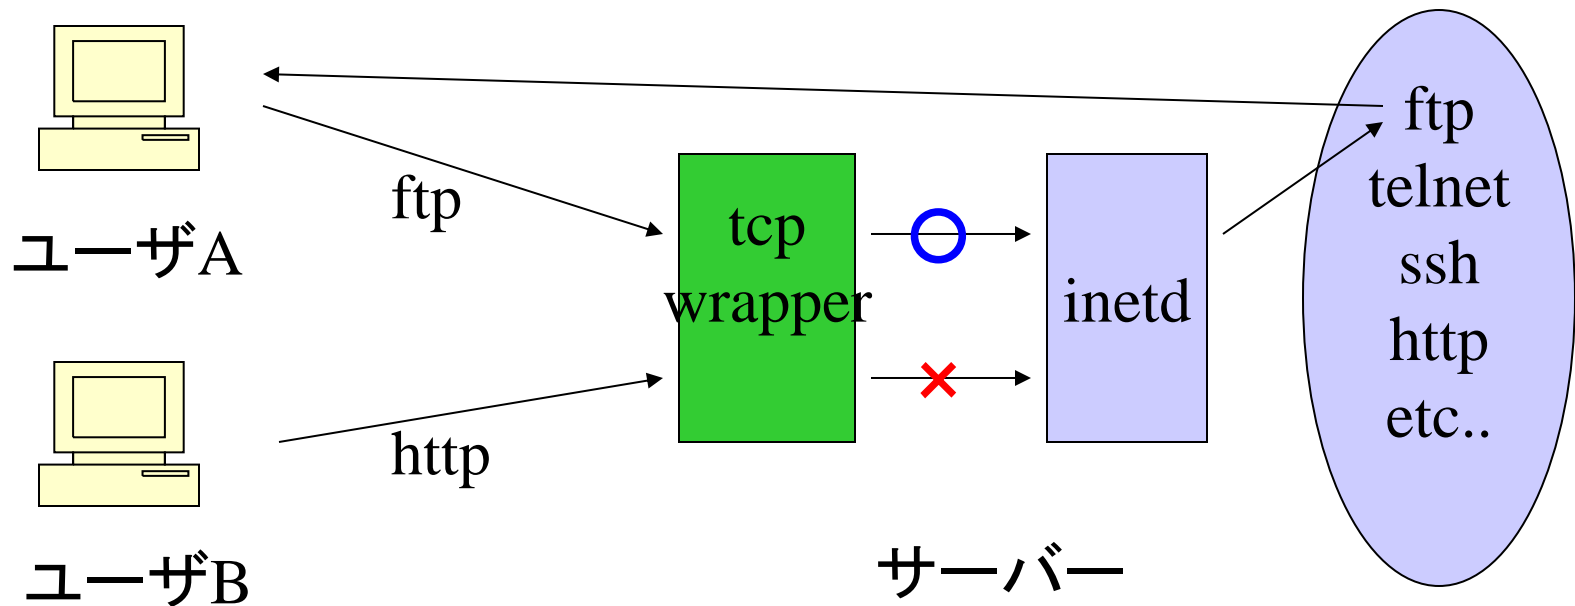 ユーザA
ftp
tcp
wrapper
inetd
ftp
telnet
ssh
http
etc..
http
ユーザB
サーバー